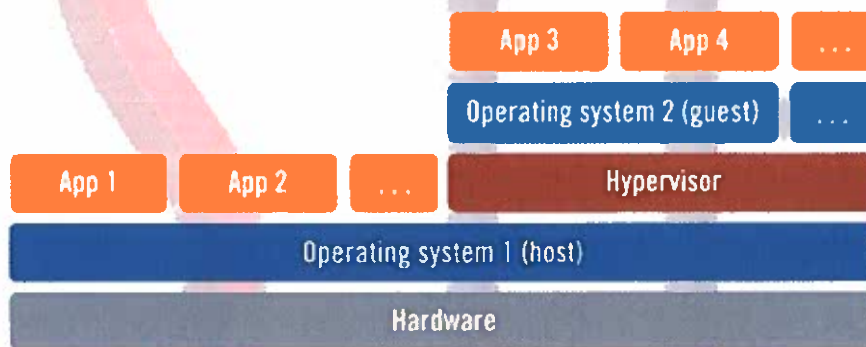 App 3 App 4 ...
Operating system 2 (guest) ...
App 1 App 2 ... Hypervisor
Operating system 1 (host)
Hardware